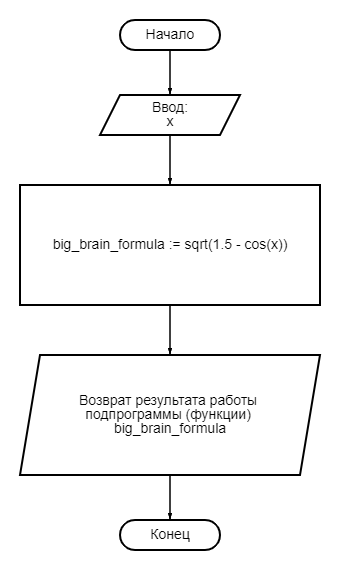 Начало
Ввод:
x
big_brain_formula := sqrt(1.5 - cos(x))
Возврат результата работы
подпрограммы (функции)
big_brain_formula
Конец